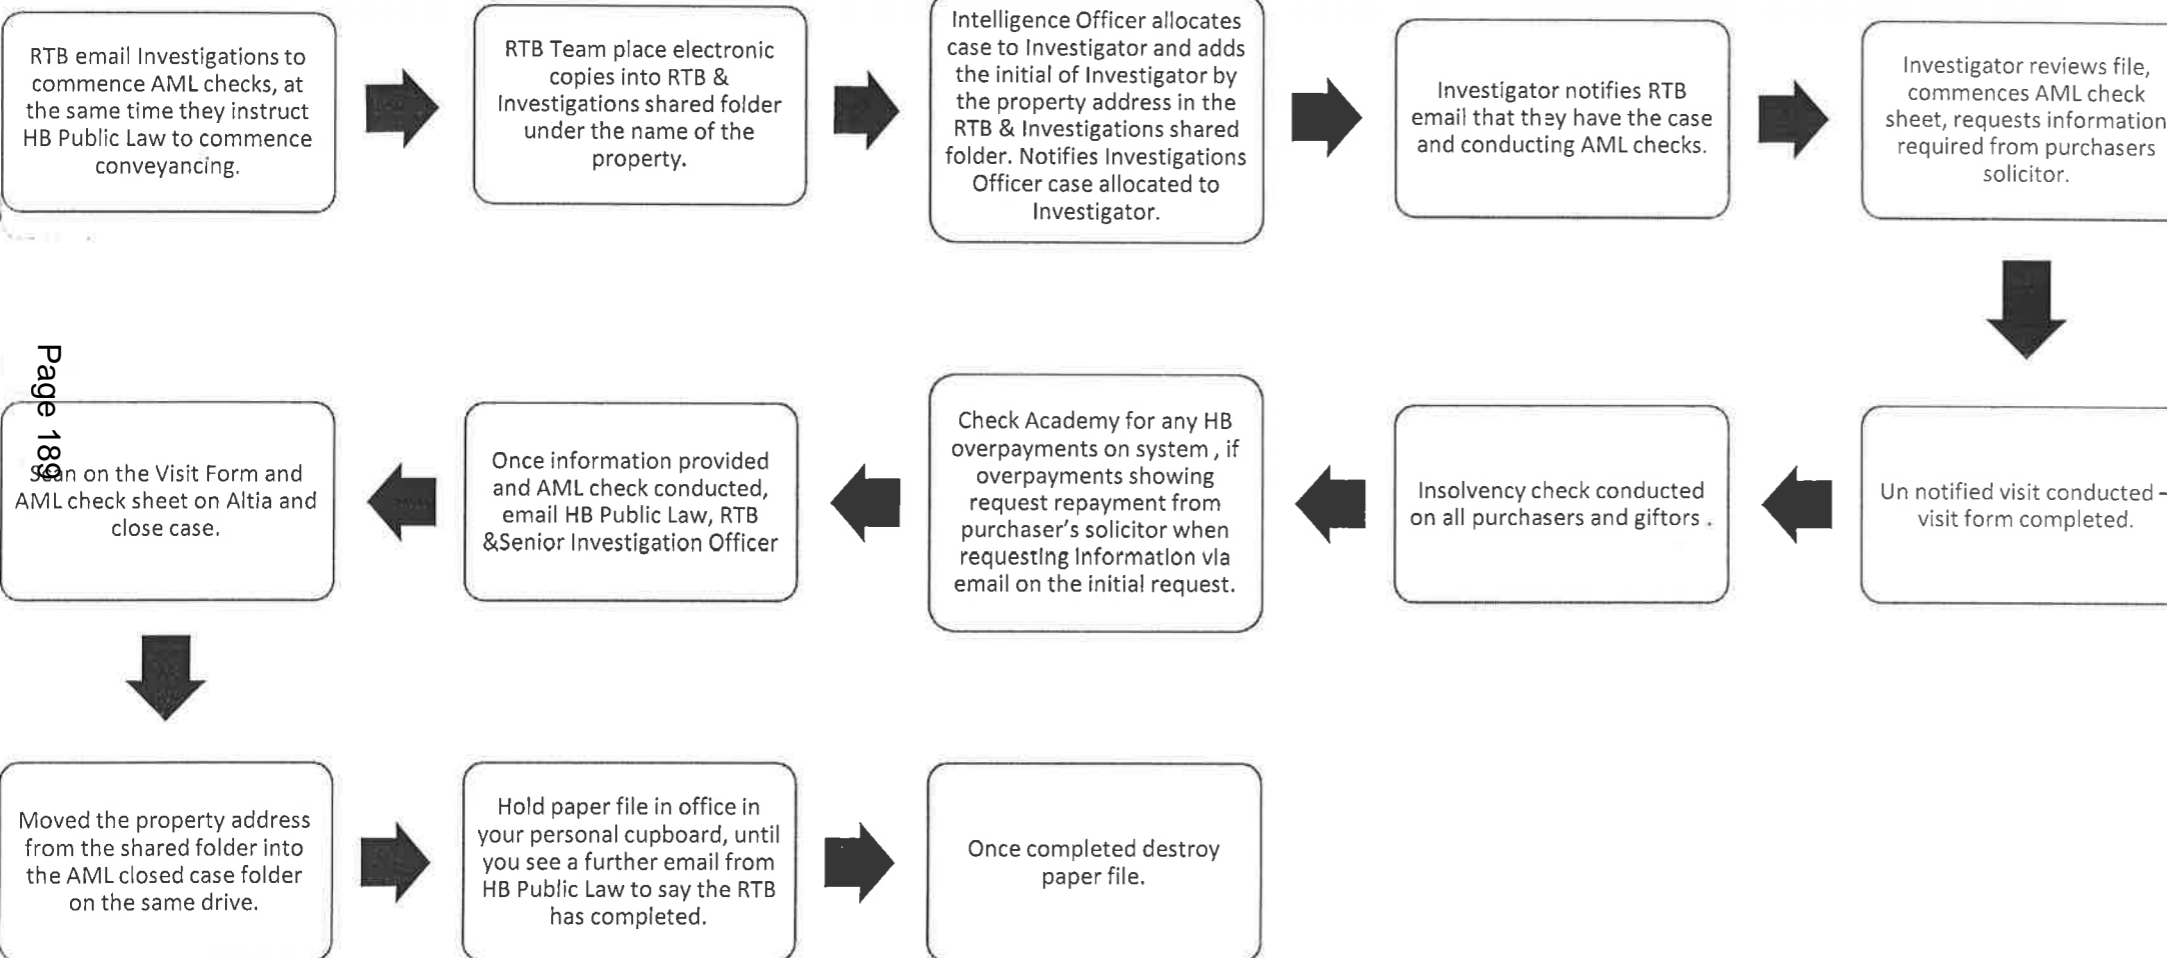 RTB email Investigations to
commence AML checks, at
the same time they instruct
HB Public Law to commence
conveyancing.
RTB Team place electronic
copies into RTB &
Investigations shared folder
under the name of the
property.
Intelligence Officer allocates
case to Investigator and adds
the initial of Investigator by
the property address in the
RTB & Investigations shared
folder. Notifies Investigations
Officer case allocated to
Investigator.
Investigator notifies RTB
email that they have the case
and conducting AML checks.
Investigator reviews file,
commences AML check
sheet, requests information
required from purchasers
solicitor.
Un notified visit conducted –
visit form completed.
Insolvency check conducted
on all purchasers and giftors .
Check Academy for any HB
overpayments on system , if
overpayments showing
request repayment from
purchaser's solicitor when
requesting information via
email on the initial request.
Once information provided
and AML check conducted,
email HB Public Law, RTB
&Senior Investigation Officer
Scan on the Visit Form and
AML check sheet on Altia and
close case.
Page 189
Moved the property address
from the shared folder into
the AML closed case folder
on the same drive.
Hold paper file in office in
your personal cupboard, until
you see a further email from
HB Public Law to say the RTB
has completed.
Once completed destroy
paper file.